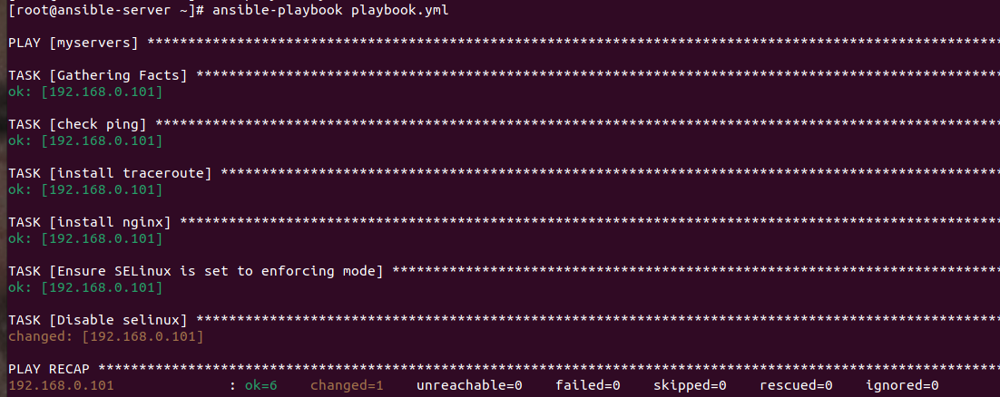 [root@ansible-server ~]# ansible-playbook playbook.yml
PLAY [myservers] ****************************************************************************************************
TASK [Gathering Facts] **************************************************************************************************
ok: [192.168.0.101]
TASK [check ping] *******************************************************************************************************
ok: [192.168.0.101]
TASK [install traceroute] ***********************************************************************************************
ok: [192.168.0.101]
TASK [install nginx] ****************************************************************************************************
ok: [192.168.0.101]
TASK [Ensure SELinux is set to enforcing mode] **************************************************************************
ok: [192.168.0.101]
TASK [Disable selinux] **************************************************************************************************
changed: [192.168.0.101]
PLAY RECAP **************************************************************************************************************
192.168.0.101 : ok=6 changed=1 unreachable=0 failed=0 skipped=0 rescued=0 ignored=0